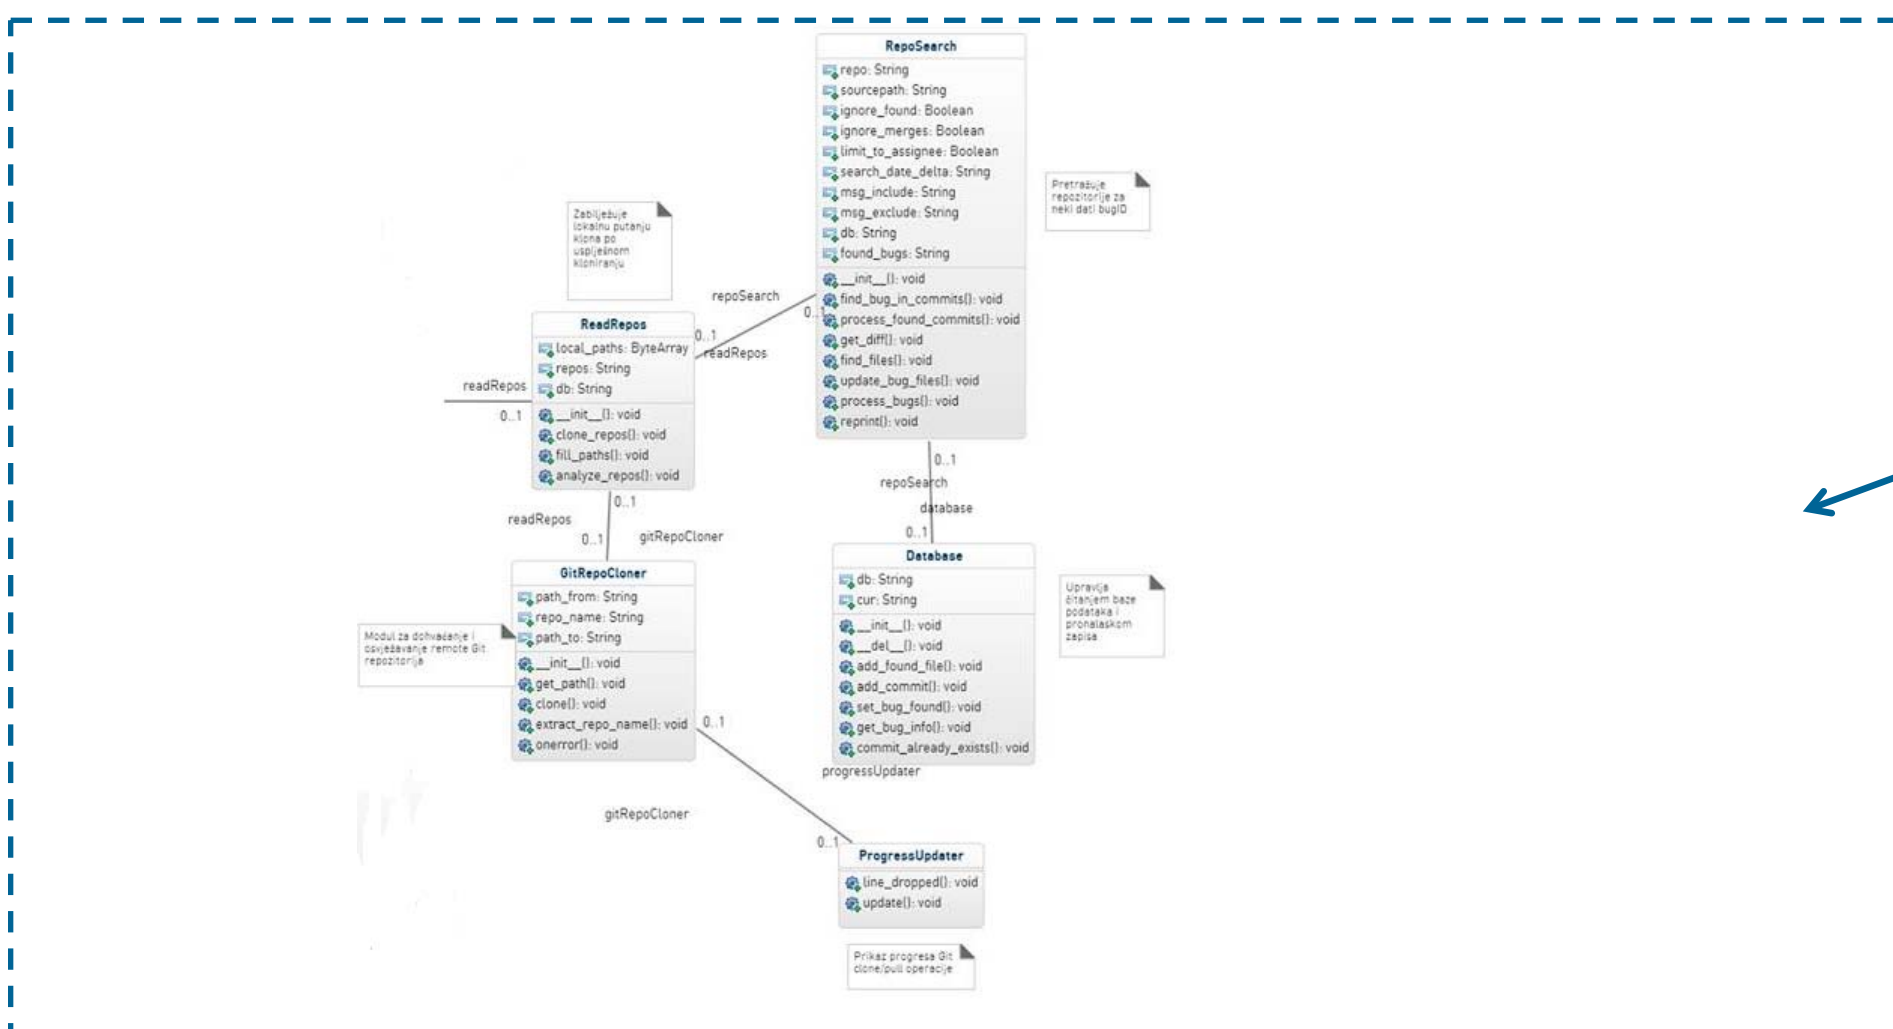 RepoSearch
repo: String
sourcepath: String
ignore_found: Boolean
ignore_merges: Boolean
limit_to_assignee: Boolean
search_date_delta: String
msg_include: String
msg_exclude: String
db: String
found_bugs: String
__init__(): void
find_bug_in_commits(): void
process_found_commits(): void
get_diff(): void
find_files(): void
update_bug_files(): void
process_bugs(): void
reprint(): void
Pretražuje
repozitorije za
neki dati bugID
Zabilježuje
lokalnu putanju
klona po
uspješnom
kloniranju
repoSearch
0..1
0..1
readRepos
ReadRepos
local_paths: ByteArray
repos: String
db: String
__init__(): void
clone_repos(): void
fill_paths(): void
analyze_repos(): void
readRepos
0..1
0..1
readRepos
0..1
gitRepoCloner
0..1
repoSearch
database
0..1
GitRepoCloner
path_from: String
repo_name: String
path_to: String
__init__(): void
get_path(): void
clone(): void
extract_repo_name(): void
onerror(): void
Modul za dohvaćanje i
osvježavanje remote Git
repozitorija
Database
db: String
cur: String
__init__(): void
__del__(): void
add_found_file(): void
add_commit(): void
set_bug_found(): void
get_bug_info(): void
commit_already_exists(): void
Upravlja
čitanjem baze
podataka i
pronalaskom
zapisa
0..1
progressUpdater
gitRepoCloner
0..1
ProgressUpdater
line_dropped(): void
update(): void
Prikaz progresa Git
clone/pull operacije